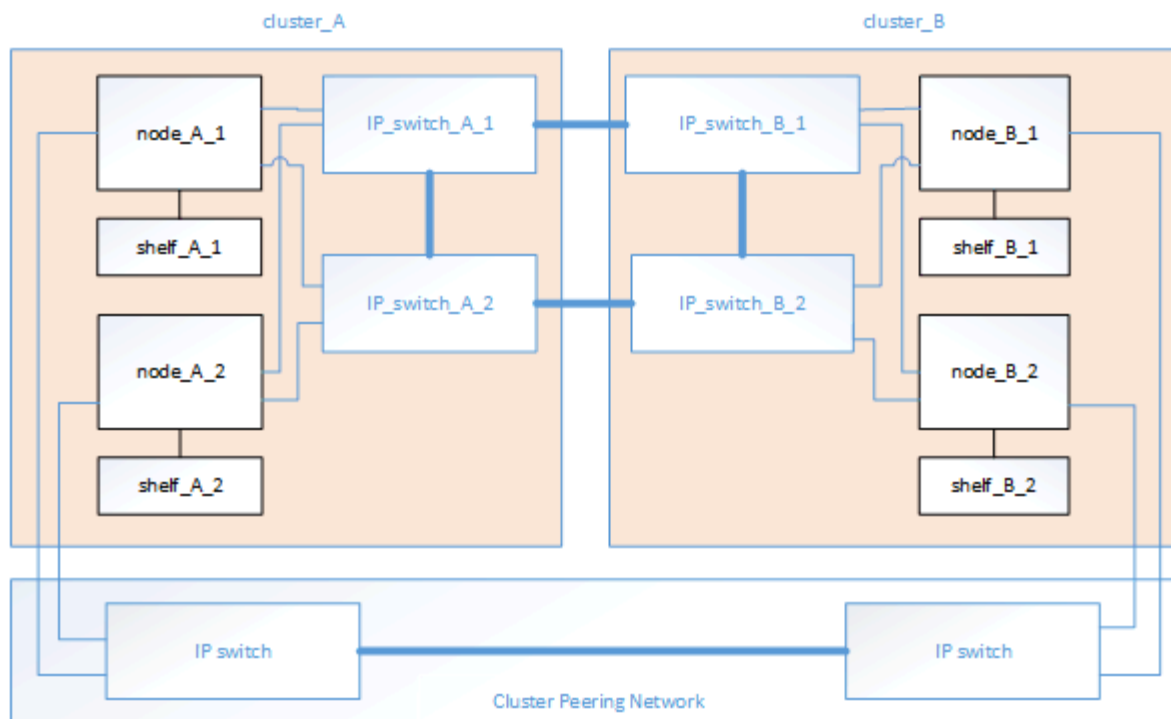 cluster_A
cluster_B
node_A_1
IP_switch_A_1
IP_switch_B_1
node_B_1
shelf_A_1
shelf_B_1
IP_switch_A_2
IP_switch_B_2
node_A_2
node_B_2
shelf_A_2
shelf_B_2
IP switch
IP switch
Cluster Peering Network